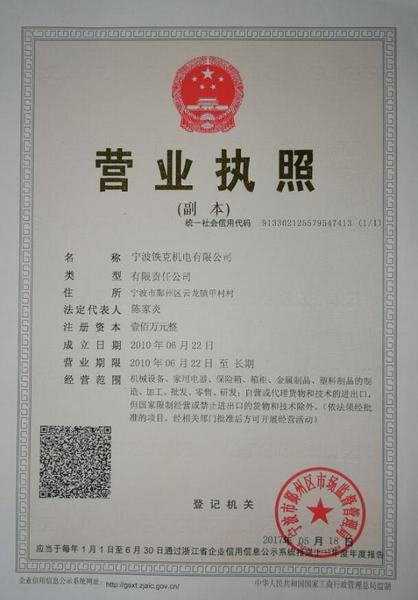 营业执照
(副 本)
统一社会信用代码 913302125579547413 (1/1)
名 称 宁波铁克机电有限公司
类 型 有限责任公司
住 所 宁波市鄞州区云龙镇甲村村
法定代表人 陈家炎
注册资本 壹佰万元整
成立日期 2010年06月22日
营业期限 2010年06月22日 至 长期
经营范围 机械设备、家用电器、保险箱、箱柜、金属制品、塑料制品的制
造、加工、批发、零售、研发；自营或代理货物和技术的进出口，
但国家限制经营或禁止进出口的货物和技术除外。(依法须经批
准的项目，经相关部门批准后方可开展经营活动)
登记机关
宁波市鄞州区市场监督管理局
2017年 05月 18日
应当于每年1月1日至6月30日通过浙江省企业信用信息公示系统报送上一年度年度报告
企业信用信息公示系统网址：http://gsxt.zjaic.gov.cn/
中华人民共和国国家工商行政管理总局监制